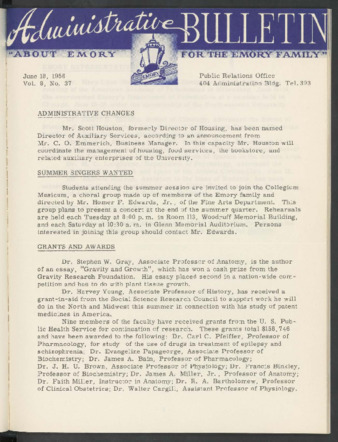 Administrative BULLETIN
"ABOUT EMORY
FOR THE EMORY FAMILY"
EMORY
June 10, 1958
Vol. 9, No. 37
Public Relations Office
404 Administration Bldg. Tel. 393
ADMINISTRATIVE CHANGES
Mr. Scott Houston, formerly Director of Housing, has been named
Director of Auxiliary Services, according to an announcement from
Mr. C. O. Emmerich, Business Manager. In this capacity Mr. Houston will
coordinate the management of housing, food services, the bookstore, and
related auxiliary enterprises of the University.
SUMMER SINGERS WANTED
Students attending the summer session are invited to join the Collegium
Musicum, a choral group made up of members of the Emory family and
directed by Mr. Homer F. Edwards, Jr., of the Fine Arts Department. This
group plans to present a concert at the end of the summer quarter. Rehearsals
are held each Tuesday at 8:00 p.m. in Room 113, Woodruff Memorial Building,
and each Saturday at 10:30 a.m. in Glenn Memorial Auditorium. Persons
interested in joining this group should contact Mr. Edwards.
GRANTS AND AWARDS
Dr. Stephen W. Gray, Associate Professor of Anatomy, is the author
of an essay, "Gravity and Growth", which has won a cash prize from the
Gravity Research Foundation. His essay placed second in a nation-wide com-
petition and has to do with plant tissue growth.
Dr. Harvey Young, Associate Professor of History, has received a
grant-in-aid from the Social Science Research Council to support work he will
do in the North and Midwest this summer in connection with his study of patent
medicines in America.
Nine members of the faculty have received grants from the U. S. Pub-
lic Health Service for continuation of research. These grants total $158,746
and have been awarded to the following: Dr. Carl C. Pfeiffer, Professor of
Pharmacology, for study of the use of drugs in treatment of epilepsy and
schizophrenia; Dr. Evangeline Papageorge, Associate Professor of
Biochemistry; Dr. James A. Bain, Professor of Pharmacology;
Dr. J. H. U. Brown, Associate Professor of Physiology; Dr. Francis Binkley,
Professor of Biochemistry; Dr. James A. Miller, Jr., Professor of Anatomy;
Dr. Faith Miller, Instructor in Anatomy; Dr. R. A. Bartholomew, Professor
of Clinical Obstetrics; Dr. Walter Cargill, Assistant Professor of Physiology.